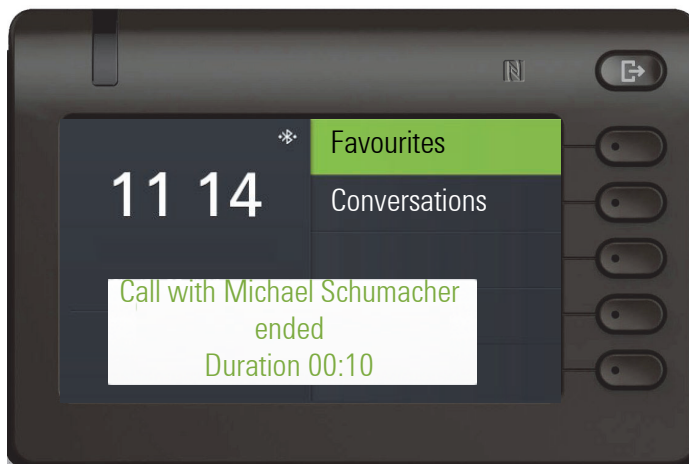 11 14
Favourites
Conversations
Call with Michael Schumacher
ended
Duration 00:10